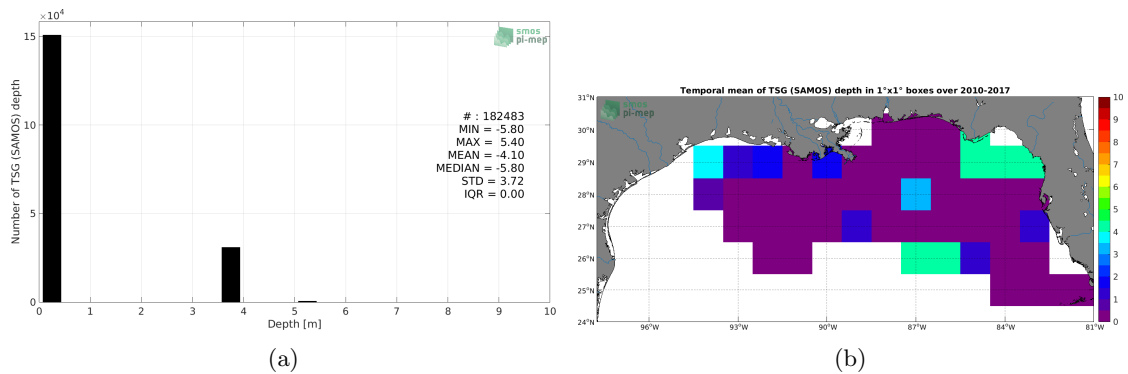 ×10⁴
15
10
5
0
Number of TSG (SAMOS) depth
smos
pi-mep
# : 182483
MIN = -5.80
MAX = 5.40
MEAN = -4.10
MEDIAN = -5.80
STD = 3.72
IQR = 0.00
0 1 2 3 4 5 6 7 8 9 10
Depth [m]
(a)
Temporal mean of TSG (SAMOS) depth in 1°x1° boxes over 2010-2017
smos
pi-mep
31°N
30°N
29°N
28°N
27°N
26°N
25°N
24°N
96°W 93°W 90°W 87°W 84°W 81°W
10
9
8
7
6
5
4
3
2
1
0
(b)